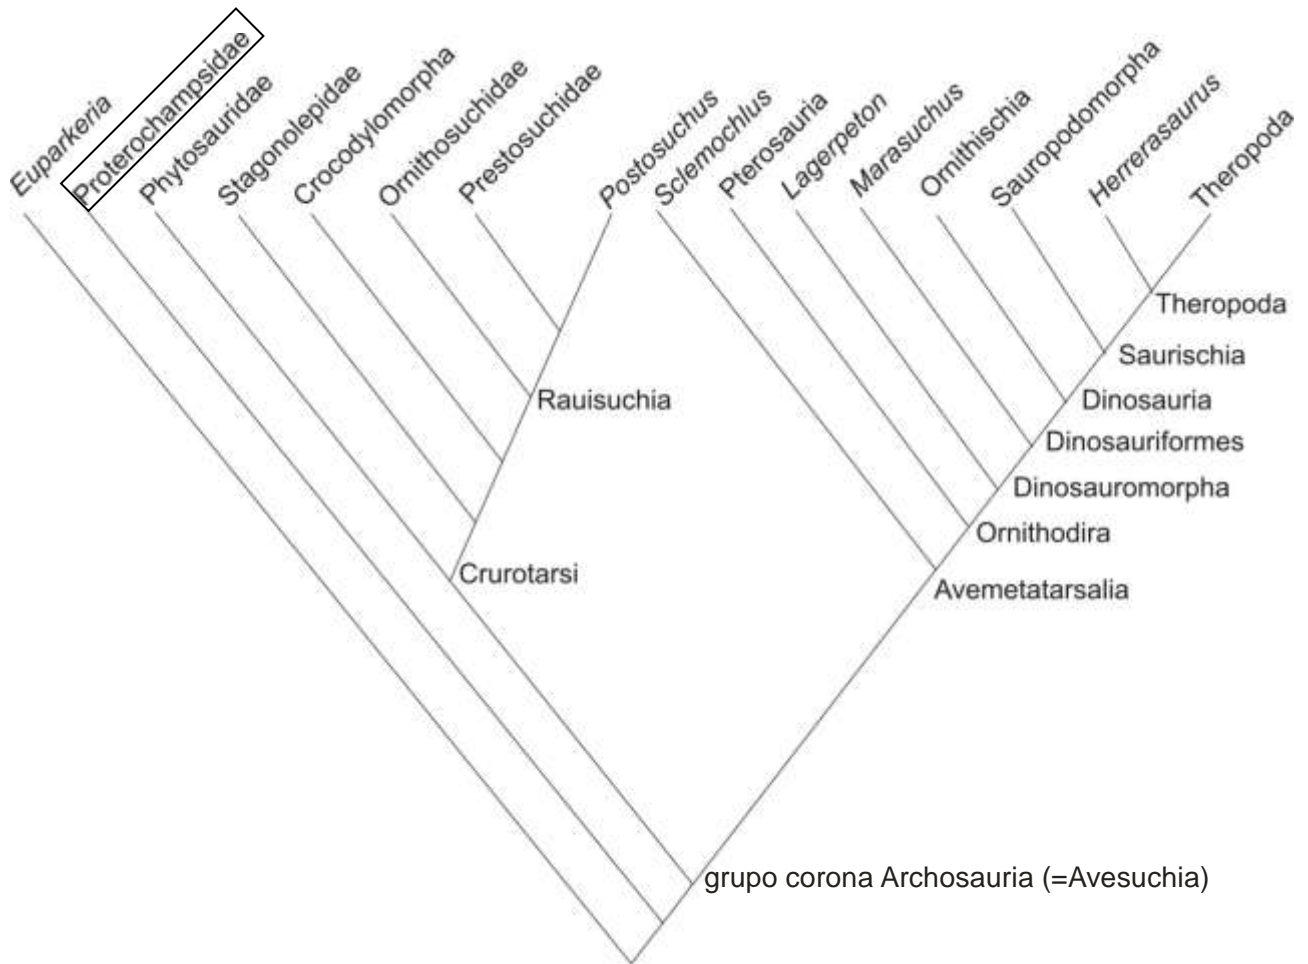 Euparkeria
Proterochampsidae
Phytosauridae
Stagonolepidae
Crocodylomorpha
Ornithosuchidae
Prestosuchidae
Postosuchus
Sclemochlus
Pterosauria
Lagerpeton
Marasuchus
Ornithischia
Sauropodomorpha
Herrerasaurus
Theropoda
Theropoda
Saurischia
Rauisuchia
Dinosauria
Dinosauriformes
Dinosauromorpha
Ornithodira
Crurotarsi
Avemetatarsalia
grupo corona Archosauria (=Avesuchia)